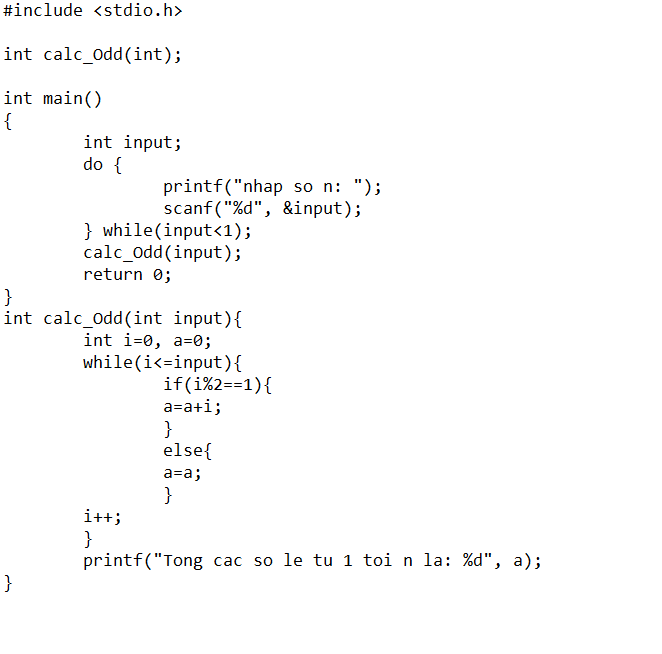 #include <stdio.h>

int calc_Odd(int);

int main()
{
        int input;
        do {
                printf("nhap so n: ");
                scanf("%d", &input);
        } while(input<1);
        calc_Odd(input);
        return 0;
}
int calc_Odd(int input){
        int i=0, a=0;
        while(i<=input){
                if(i%2==1){
                a=a+i;
                }
                else{
                a=a;
                }
        i++;
        }
        printf("Tong cac so le tu 1 toi n la: %d", a);
}